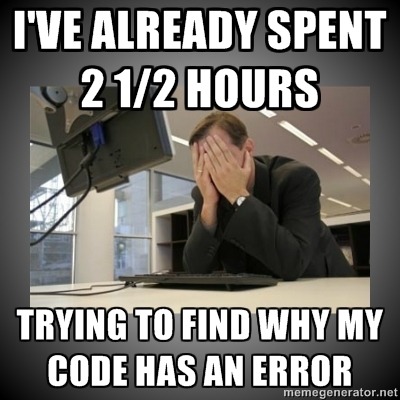 I'VE ALREADY SPENT
2 1/2 HOURS
TRYING TO FIND WHY MY
CODE HAS AN ERROR
memegenerator.net